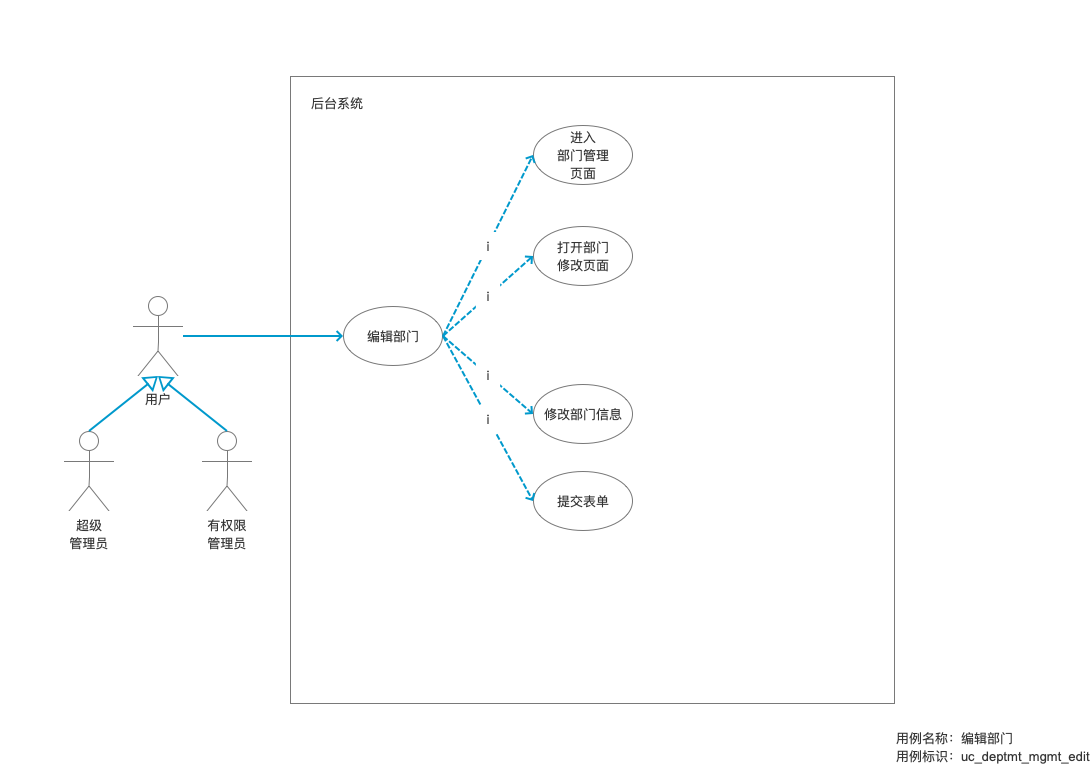 后台系统
进入
部门管理
页面
i
打开部门
修改页面
i
编辑部门
i
修改部门信息
i
提交表单
用户
超级
管理员
有权限
管理员
用例名称：编辑部门
用例标识：uc_deptmt_mgmt_edit